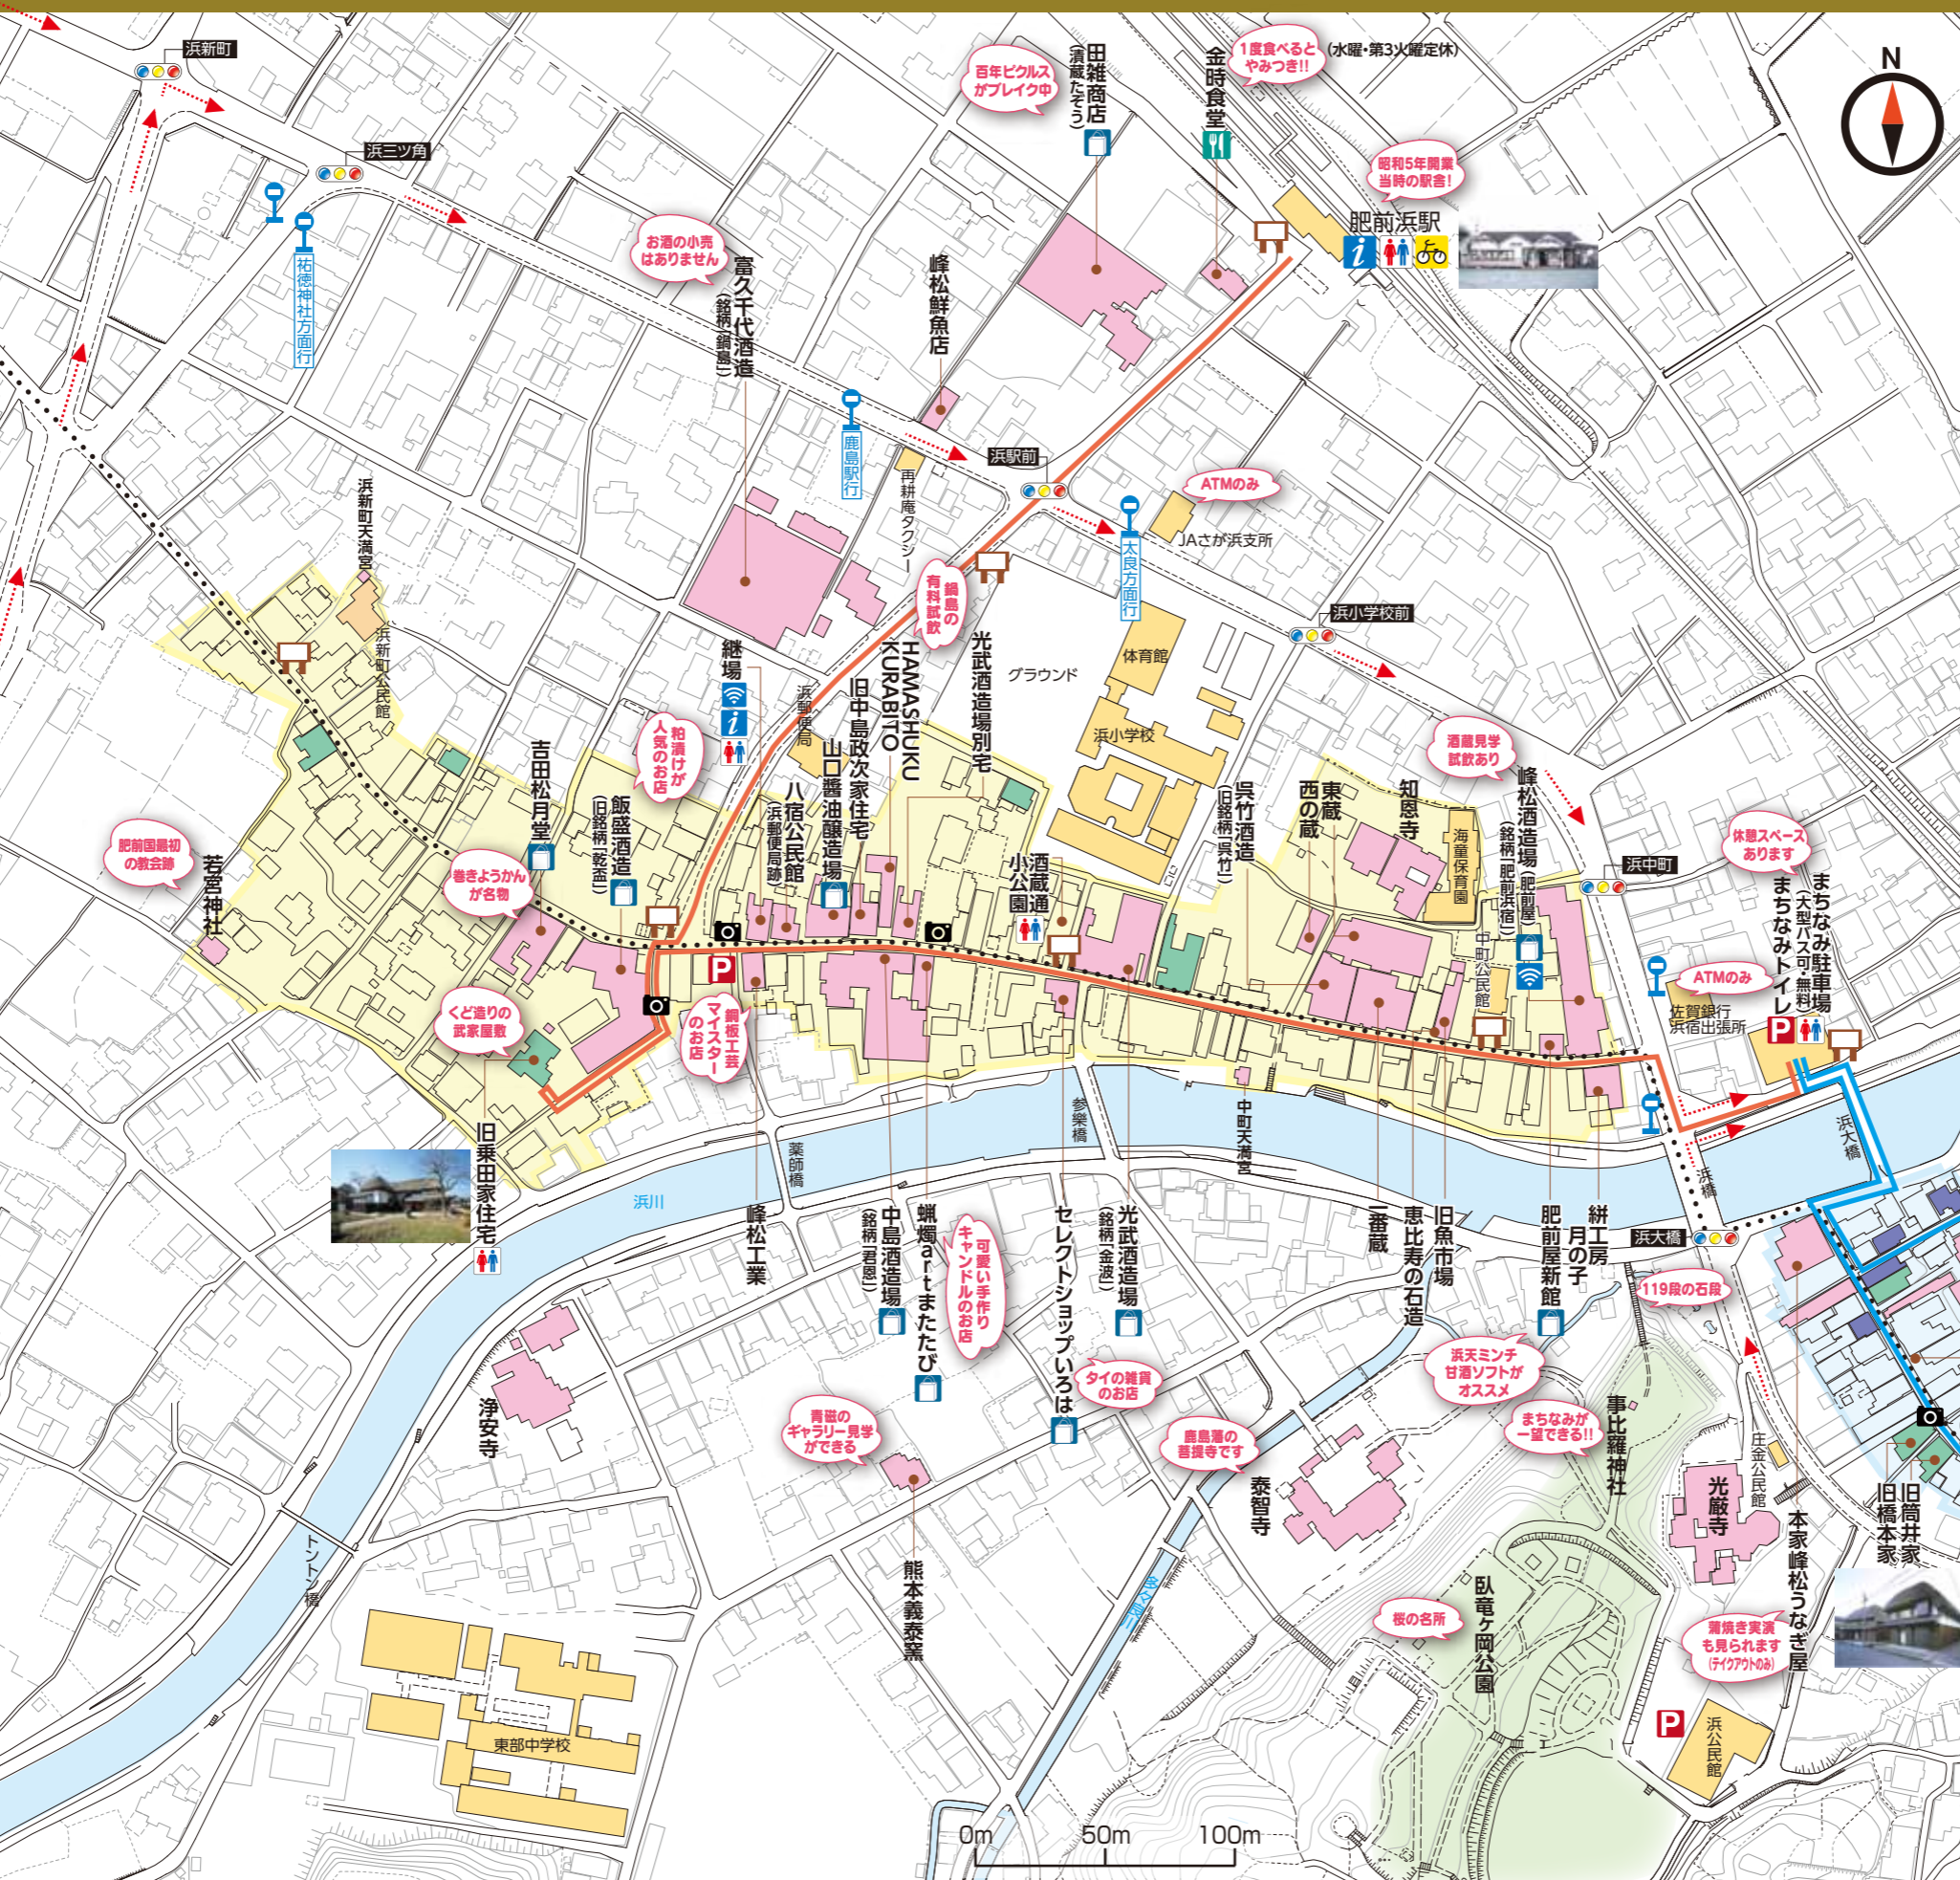 浜新町
浜三ツ角
祐徳神社方面行
百年ピクルス
がブレイク中
田雑商店
(漬蔵たぞう)
金時食堂
1度食べると
やみつき!!
(水曜・第3火曜定休)
N
昭和5年開業
当時の駅舎!
肥前浜駅
お酒の小売
はありません
富久千代酒造
(銘柄「鍋島」)
峰松鮮魚店
鹿島駅行
再耕庵タクシー
浜駅前
ATMのみ
JAさが浜支所
太良方面行
浜小学校前
浜新町天満宮
浜新町公民館
鍋島の
有料試飲
継場
浜郵便局
HAMASHUKU
KURABITO
光武酒造場別宅
グラウンド
体育館
浜小学校
旧中島政次家住宅
山口醬油醸造場
八宿公民館
(浜郵便局跡)
粕漬けが
人気のお店
吉田松月堂
飯盛酒造
(旧銘柄「乾盃」)
巻きようかん
が名物
肥前国最初
の教会跡
若宮神社
くど造りの
武家屋敷
旧乗田家住宅
P
銅板工芸
マイスター
のお店
酒蔵通
小公園
呉竹酒造
(旧銘柄「呉竹」)
東蔵
西の蔵
知恩寺
海童保育園
酒蔵見学
試飲あり
峰松酒造場(肥前屋)
(銘柄「肥前浜宿」)
中町公民館
浜中町
休憩スペース
あります
まちなみ駐車場
(大型バス可・無料)
まちなみトイレ
P
ATMのみ
佐賀銀行
浜宿出張所
浜大橋
浜橋
浜大橋
参樂橋
薬師橋
浜川
中町天満宮
峰松工業
中島酒造場
(銘柄「君恩」)
蝋燭artまたたび
可愛い手作り
キャンドルのお店
セレクトショップいろは
タイの雑貨
のお店
光武酒造場
(銘柄「金波」)
一番蔵
恵比寿の石造
旧魚市場
肥前屋新館
絣工房
月の子
119段の石段
浜天ミンチ
甘酒ソフトが
オススメ
まちなみが
一望できる!!
事比羅神社
浄安寺
青磁の
ギャラリー見学
ができる
熊本義泰窯
鹿島藩の
菩提寺です
泰智寺
桜の名所
臥竜ヶ岡公園
光厳寺
庄金公民館
本家峰松うなぎ屋
蒲焼き実演
も見られます
(テイクアウトのみ)
旧筒井家
旧橋本家
P
浜公民館
トントン橋
東部中学校
0m
50m
100m